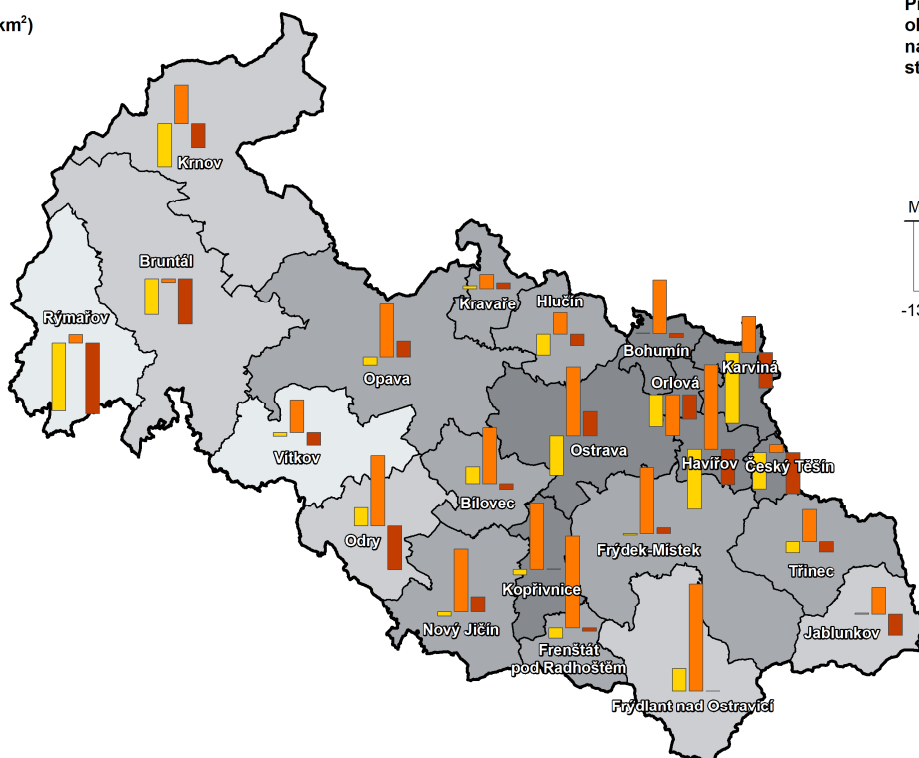 km²)
Krnov
Bruntál
Rýmařov
Kravaře
Hlučín
Bohumín
Karviná
Opava
Orlová
Ostrava
Havířov
Český Těšín
Vítkov
Bílovec
Odry
Frýdek-Místek
Třinec
Kopřivnice
Nový Jičín
Jablunkov
Frenštát
pod Radhoštěm
Frýdlant nad Ostravicí
M
-13